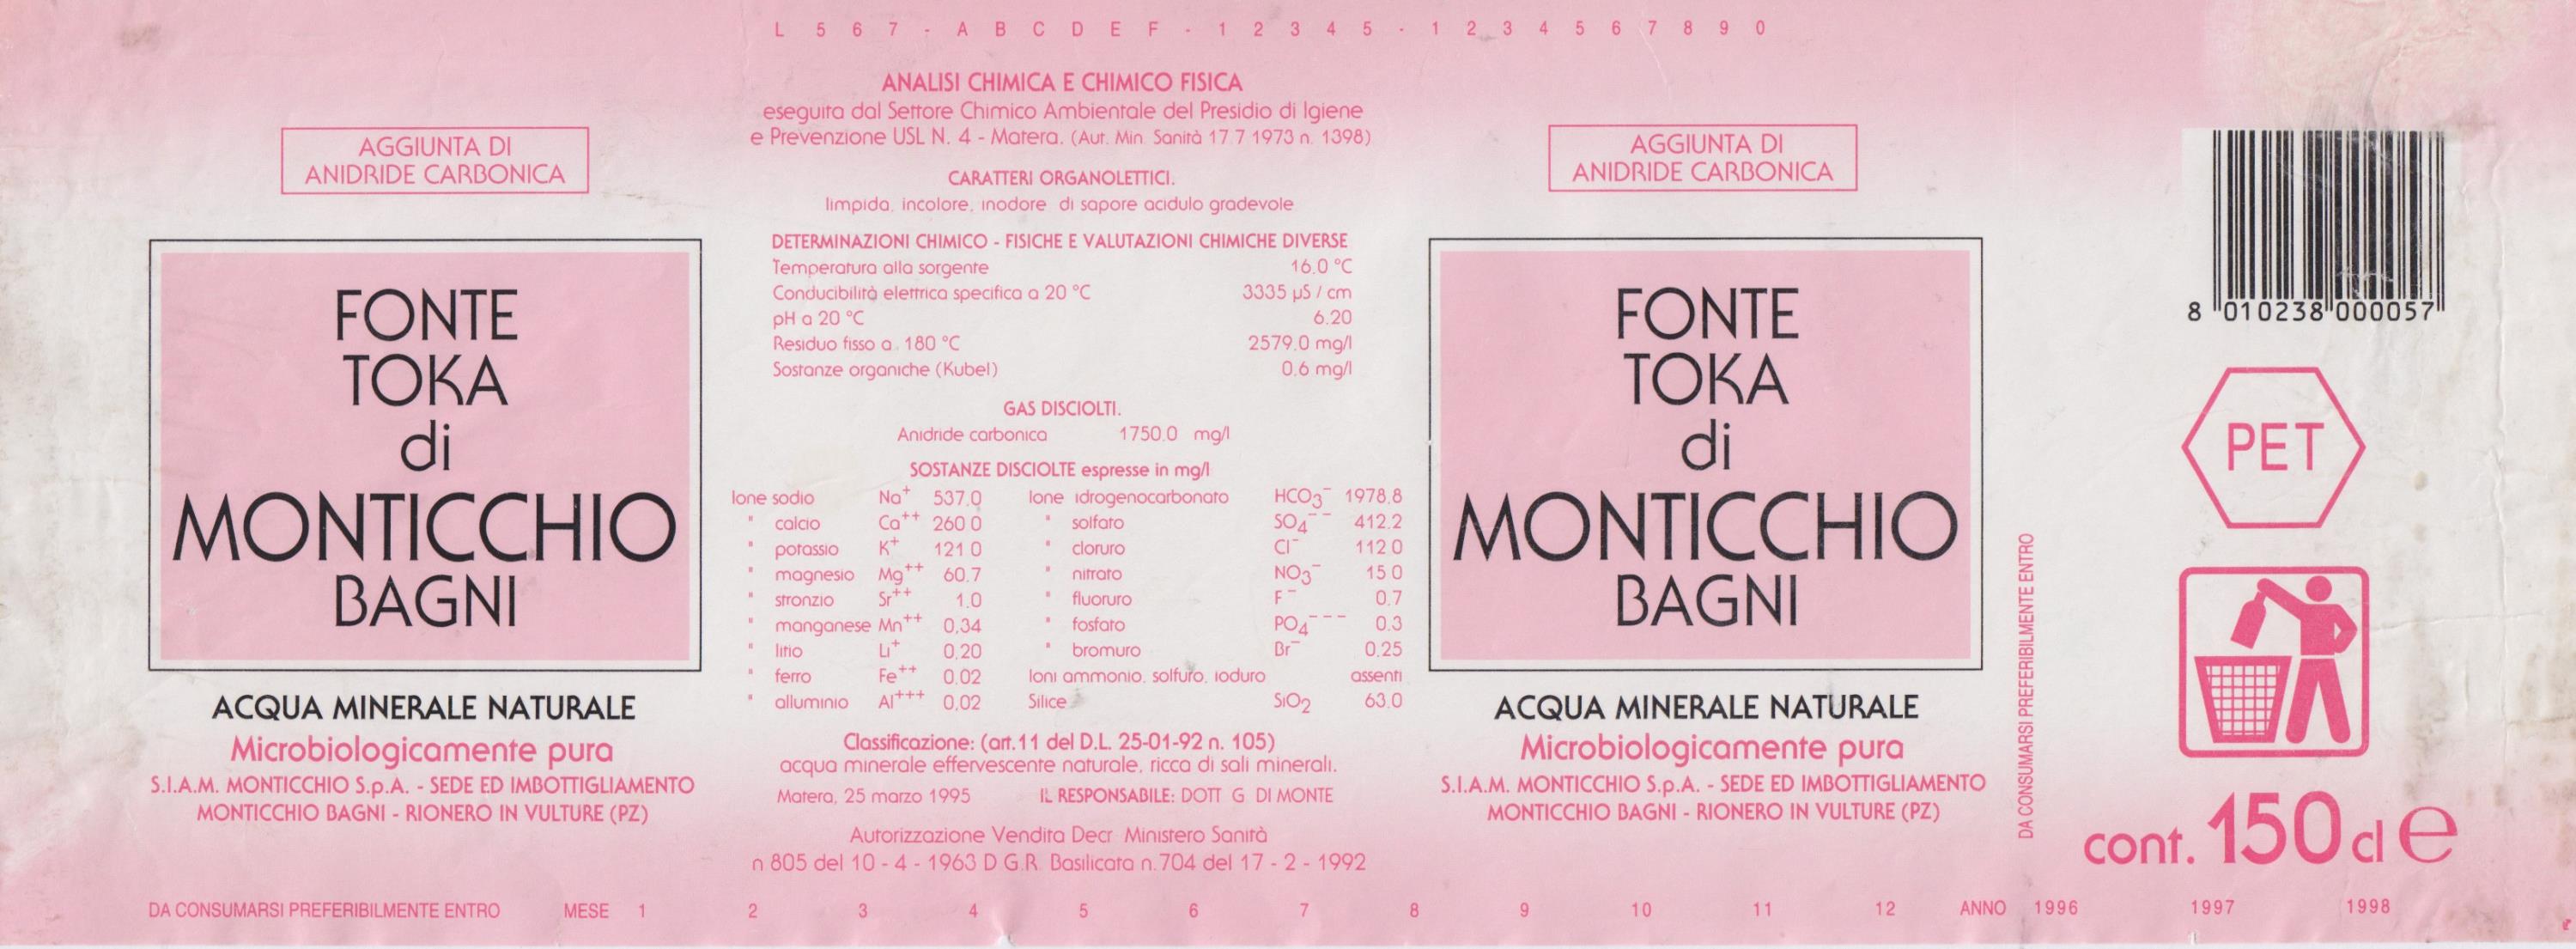 L 5 6 7 - A B C D E F - 1 2 3 4 5 - 1 2 3 4 5 6 7 8 9 0
AGGIUNTA DI
ANIDRIDE CARBONICA
FONTE
TOKA
di
MONTICCHIO
BAGNI
ACQUA MINERALE NATURALE
Microbiologicamente pura
S.I.A.M. MONTICCHIO S.p.A. - SEDE ED IMBOTTIGLIAMENTO
MONTICCHIO BAGNI - RIONERO IN VULTURE (PZ)
ANALISI CHIMICA E CHIMICO FISICA
eseguita dal Settore Chimico Ambientale del Presidio di Igiene
e Prevenzione USL N. 4 - Matera. (Aut. Min. Sanità 17 7 1973 n. 1398)
CARATTERI ORGANOLETTICI.
limpida, incolore, inodore di sapore acidulo gradevole
DETERMINAZIONI CHIMICO - FISICHE E VALUTAZIONI CHIMICHE DIVERSE
Temperatura alla sorgente 16.0 °C
Conducibilità elettrica specifica a 20 °C 3335 µS / cm
pH a 20 °C 6.20
Residuo fisso a 180 °C 2579.0 mg/l
Sostanze organiche (Kubel) 0.6 mg/l
GAS DISCIOLTI.
Anidride carbonica 1750.0 mg/l
SOSTANZE DISCIOLTE espresse in mg/l
Ione sodio Na+ 537.0 Ione idrogenocarbonato HCO3- 1978.8
" calcio Ca++ 260 0 " solfato SO4-- 412.2
" potassio K+ 121 0 " cloruro Cl- 112 0
" magnesio Mg++ 60.7 " nitrato NO3- 15 0
" stronzio Sr++ 1.0 " fluoruro F- 0.7
" manganese Mn++ 0,34 " fosfato PO4--- 0.3
" litio Li+ 0,20 " bromuro Br- 0,25
" ferro Fe++ 0.02 Ioni ammonio, solfuro, ioduro assenti
" alluminio Al+++ 0,02 Silice SiO2 63.0
Classificazione: (art.11 del D.L. 25-01-92 n. 105)
acqua minerale effervescente naturale, ricca di sali minerali.
Matera, 25 marzo 1995 IL RESPONSABILE: DOTT G DI MONTE
Autorizzazione Vendita Decr Ministero Sanità
n 805 del 10 - 4 - 1963 D G.R. Basilicata n.704 del 17 - 2 - 1992
AGGIUNTA DI
ANIDRIDE CARBONICA
FONTE
TOKA
di
MONTICCHIO
BAGNI
ACQUA MINERALE NATURALE
Microbiologicamente pura
S.I.A.M. MONTICCHIO S.p.A. - SEDE ED IMBOTTIGLIAMENTO
MONTICCHIO BAGNI - RIONERO IN VULTURE (PZ)
DA CONSUMARSI PREFERIBILMENTE ENTRO
8 010238 000057
PET
cont. 150 cl e
DA CONSUMARSI PREFERIBILMENTE ENTRO MESE 1 2 3 4 5 6 7 8 9 10 11 12 ANNO 1996 1997 1998